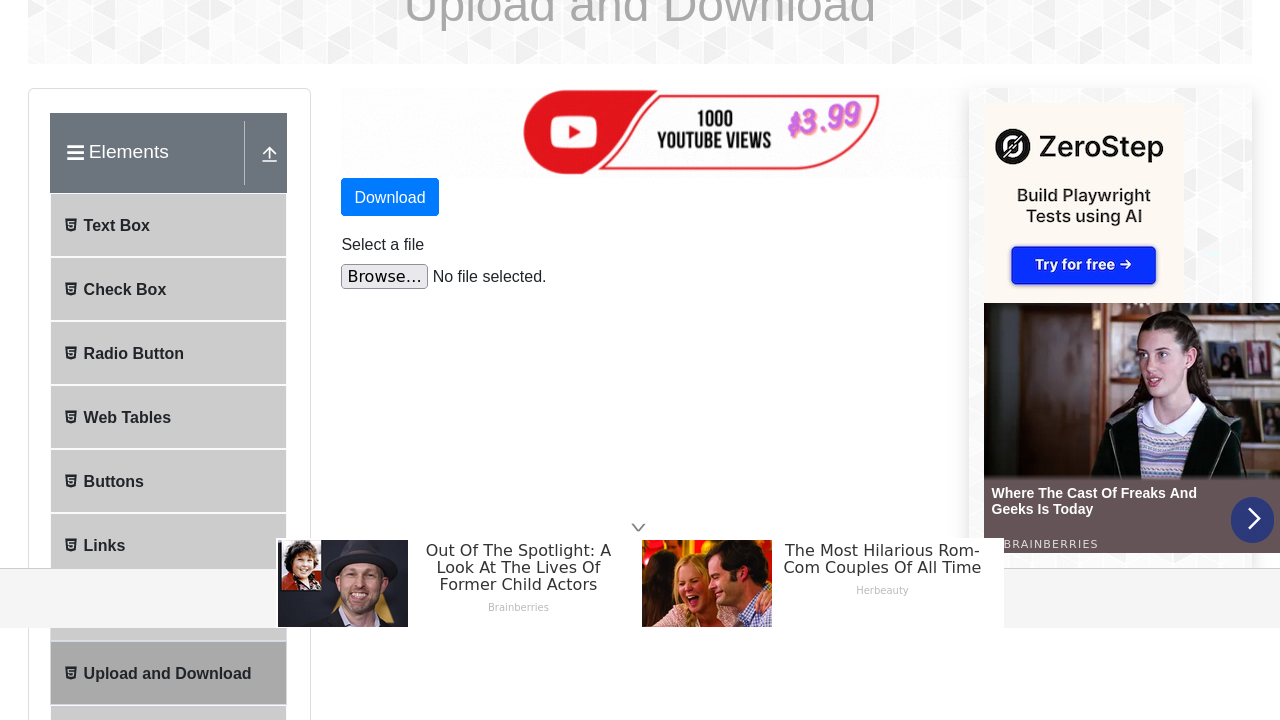 Upload and Download
Elements
Text Box
Check Box
Radio Button
Web Tables
Buttons
Links
Upload and Download
1000
YOUTUBE VIEWS
$3.99
Download
Select a file
Browse… No file selected.
ZeroStep
Build Playwright
Tests using AI
Try for free →
Where The Cast Of Freaks And
Geeks Is Today
BRAINBERRIES
Out Of The Spotlight: A
Look At The Lives Of
Former Child Actors
Brainberries
The Most Hilarious Rom-
Com Couples Of All Time
Herbeauty